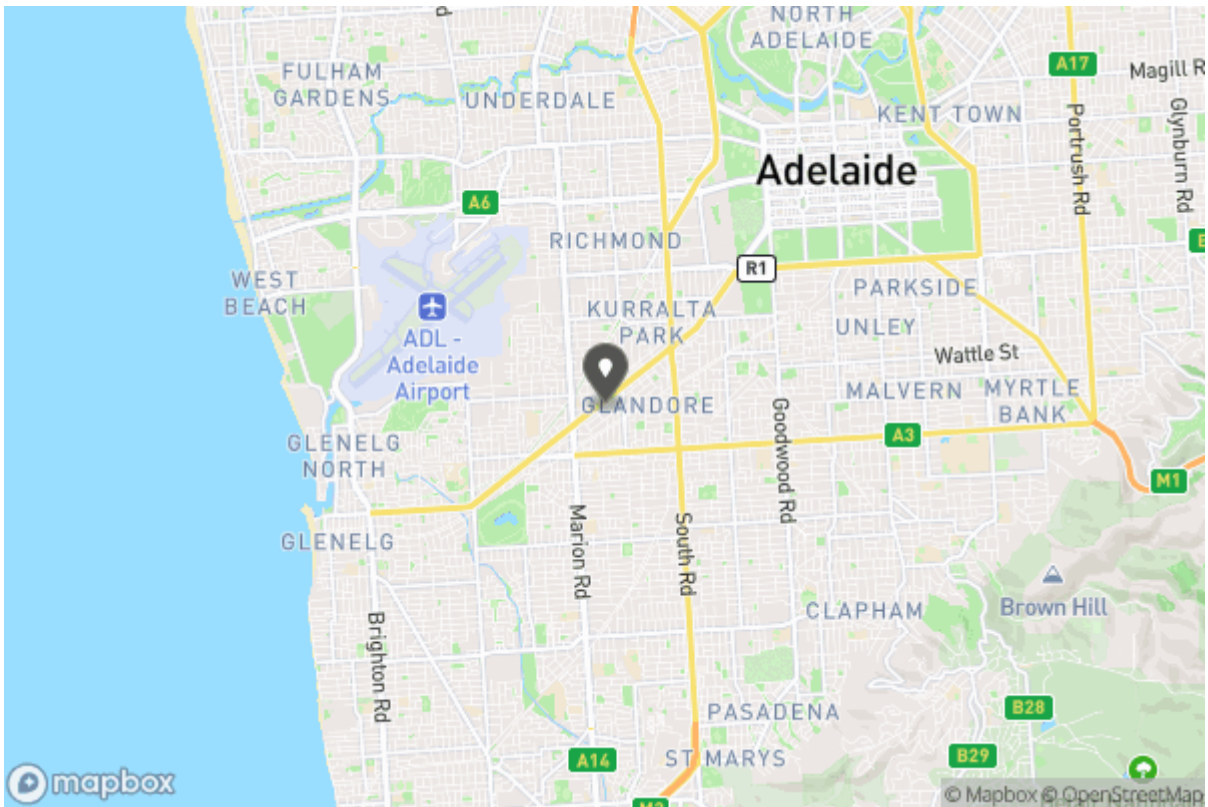 NORTH
ADELAIDE
A17
Magill R
FULHAM
GARDENS
UNDERDALE
KENT TOWN
Portrush Rd
Glynburn Rd
Adelaide
A6
RICHMOND
R1
WEST
BEACH
KURRALTA
PARK
PARKSIDE
UNLEY
ADL -
Adelaide
Airport
Wattle St
GLANDORE
MALVERN
MYRTLE
BANK
Goodwood Rd
A3
GLENELG
NORTH
M1
GLENELG
Marion Rd
South Rd
Brown Hill
CLAPHAM
Brighton Rd
PASADENA
B28
ST MARYS
A14
B29
mapbox
© Mapbox © OpenStreetMap